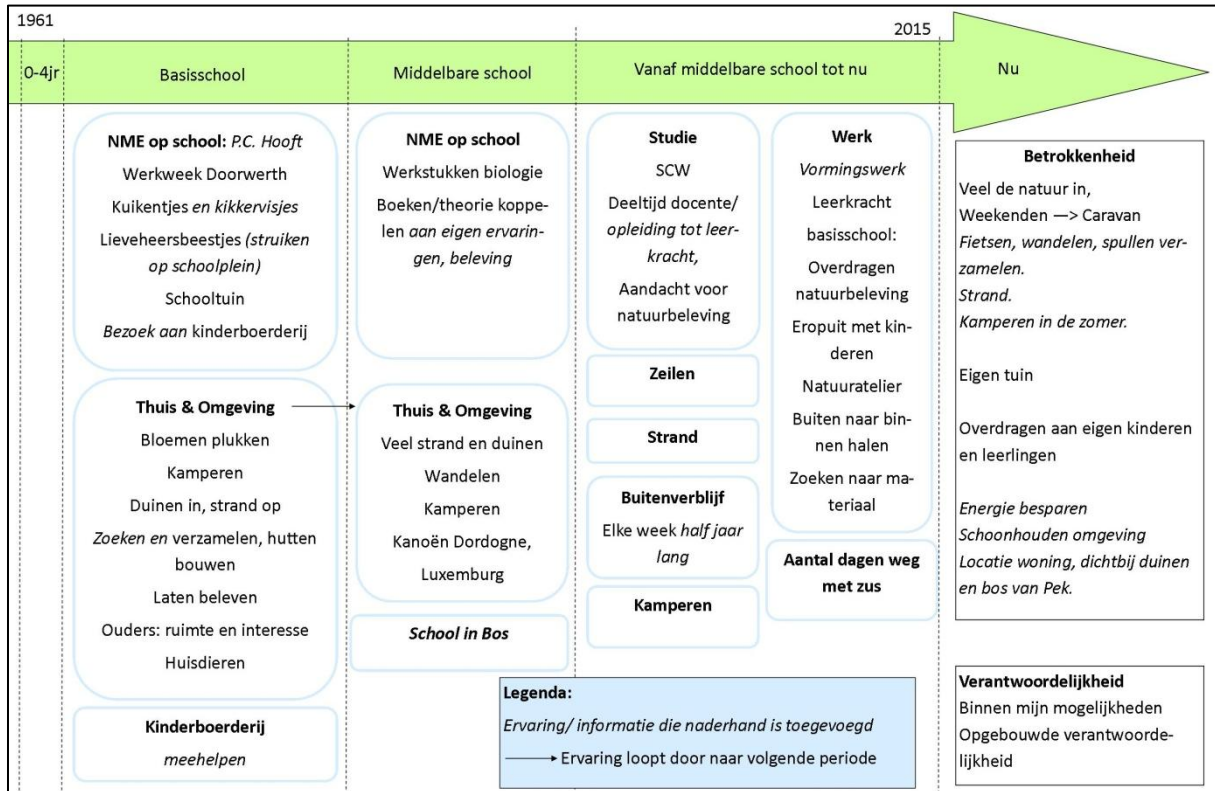 1961
2015
0-4jr
Basisschool
Middelbare school
Vanaf middelbare school tot nu
Nu
NME op school: P.C. Hooft
Werkweek Doorwerth
Kuikentjes en kikkervisjes
Lieveheersbeestjes (struiken
op schoolplein)
Schooltuin
Bezoek aan kinderboerderij
Thuis & Omgeving
Bloemen plukken
Kamperen
Duinen in, strand op
Zoeken en verzamelen, hutten
bouwen
Laten beleven
Ouders: ruimte en interesse
Huisdieren
Kinderboerderij
meehelpen
NME op school
Werkstukken biologie
Boeken/theorie koppe-
len aan eigen ervarin-
gen, beleving
Thuis & Omgeving
Veel strand en duinen
Wandelen
Kamperen
Kanoën Dordogne,
Luxemburg
School in Bos
Studie
SCW
Deeltijd docente/
opleiding tot leer-
kracht,
Aandacht voor
natuurbeleving
Zeilen
Strand
Buitenverblijf
Elke week half jaar
lang
Kamperen
Werk
Vormingswerk
Leerkracht
basisschool:
Overdragen
natuurbeleving
Eropuit met kin-
deren
Natuuratelier
Buiten naar bin-
nen halen
Zoeken naar ma-
teriaal
Aantal dagen weg
met zus
Betrokkenheid
Veel de natuur in,
Weekenden —> Caravan
Fietsen, wandelen, spullen ver-
zamelen.
Strand.
Kamperen in de zomer.
Eigen tuin
Overdragen aan eigen kinderen
en leerlingen
Energie besparen
Schoonhouden omgeving
Locatie woning, dichtbij duinen
en bos van Pek.
Verantwoordelijkheid
Binnen mijn mogelijkheden
Opgebouwde verantwoorde-
lijkheid
Legenda:
Ervaring/ informatie die naderhand is toegevoegd
Ervaring loopt door naar volgende periode